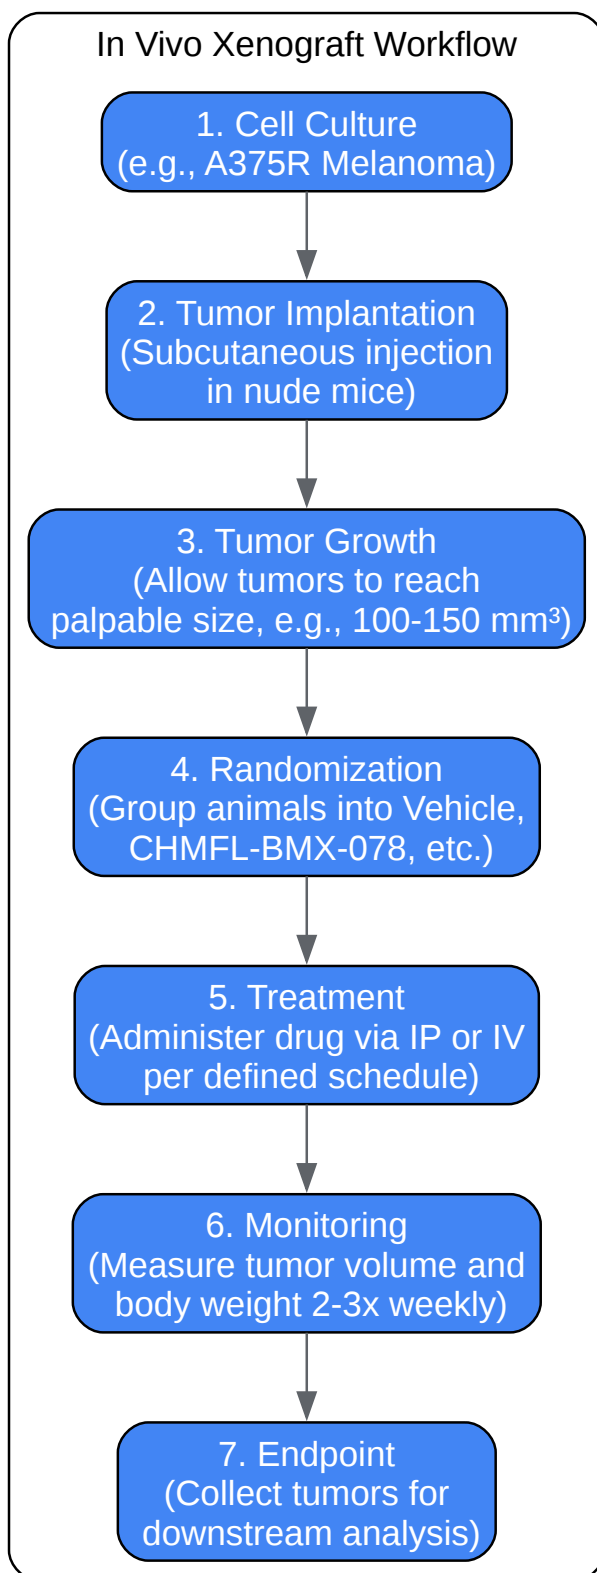 In Vivo Xenograft Workflow
1. Cell Culture
(e.g., A375R Melanoma)
2. Tumor Implantation
(Subcutaneous injection
in nude mice)
3. Tumor Growth
(Allow tumors to reach
palpable size, e.g., 100-150 mm³)
4. Randomization
(Group animals into Vehicle,
CHMFL-BMX-078, etc.)
5. Treatment
(Administer drug via IP or IV
per defined schedule)
6. Monitoring
(Measure tumor volume and
body weight 2-3x weekly)
7. Endpoint
(Collect tumors for
downstream analysis)